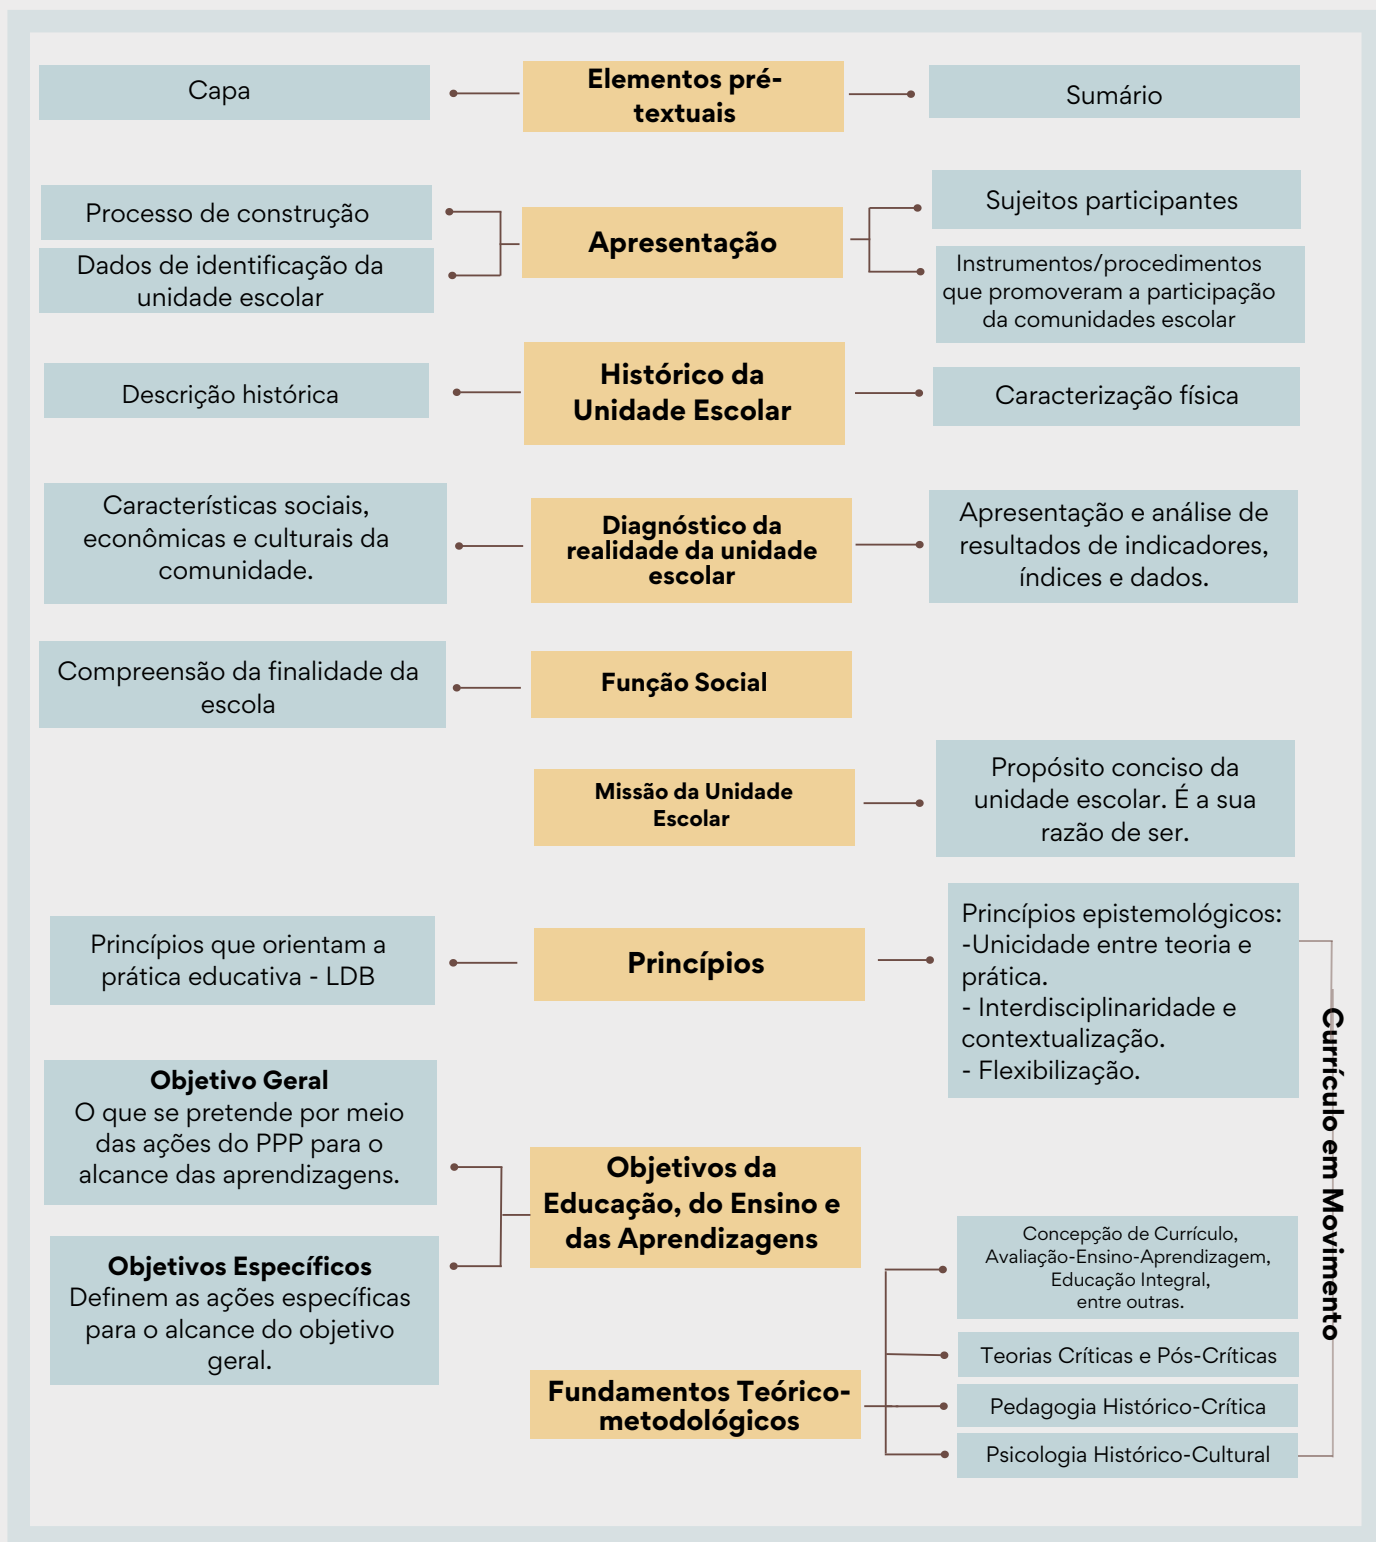 Capa
Elementos pré-
textuais
Sumário
Processo de construção
Dados de identificação da
unidade escolar
Apresentação
Sujeitos participantes
Instrumentos/procedimentos
que promoveram a participação
da comunidades escolar
Descrição histórica
Histórico da
Unidade Escolar
Caracterização física
Características sociais,
econômicas e culturais da
comunidade.
Diagnóstico da
realidade da unidade
escolar
Apresentação e análise de
resultados de indicadores,
índices e dados.
Compreensão da finalidade da
escola
Função Social
Missão da Unidade
Escolar
Propósito conciso da
unidade escolar. É a sua
razão de ser.
Princípios que orientam a
prática educativa - LDB
Princípios
Princípios epistemológicos:
-Unicidade entre teoria e
prática.
- Interdisciplinaridade e
contextualização.
- Flexibilização.
Currículo em Movimento
Objetivo Geral
O que se pretende por meio
das ações do PPP para o
alcance das aprendizagens.
Objetivos Específicos
Definem as ações específicas
para o alcance do objetivo
geral.
Objetivos da
Educação, do Ensino e
das Aprendizagens
Fundamentos Teórico-
metodológicos
Concepção de Currículo,
Avaliação-Ensino-Aprendizagem,
Educação Integral,
entre outras.
Teorias Críticas e Pós-Críticas
Pedagogia Histórico-Crítica
Psicologia Histórico-Cultural